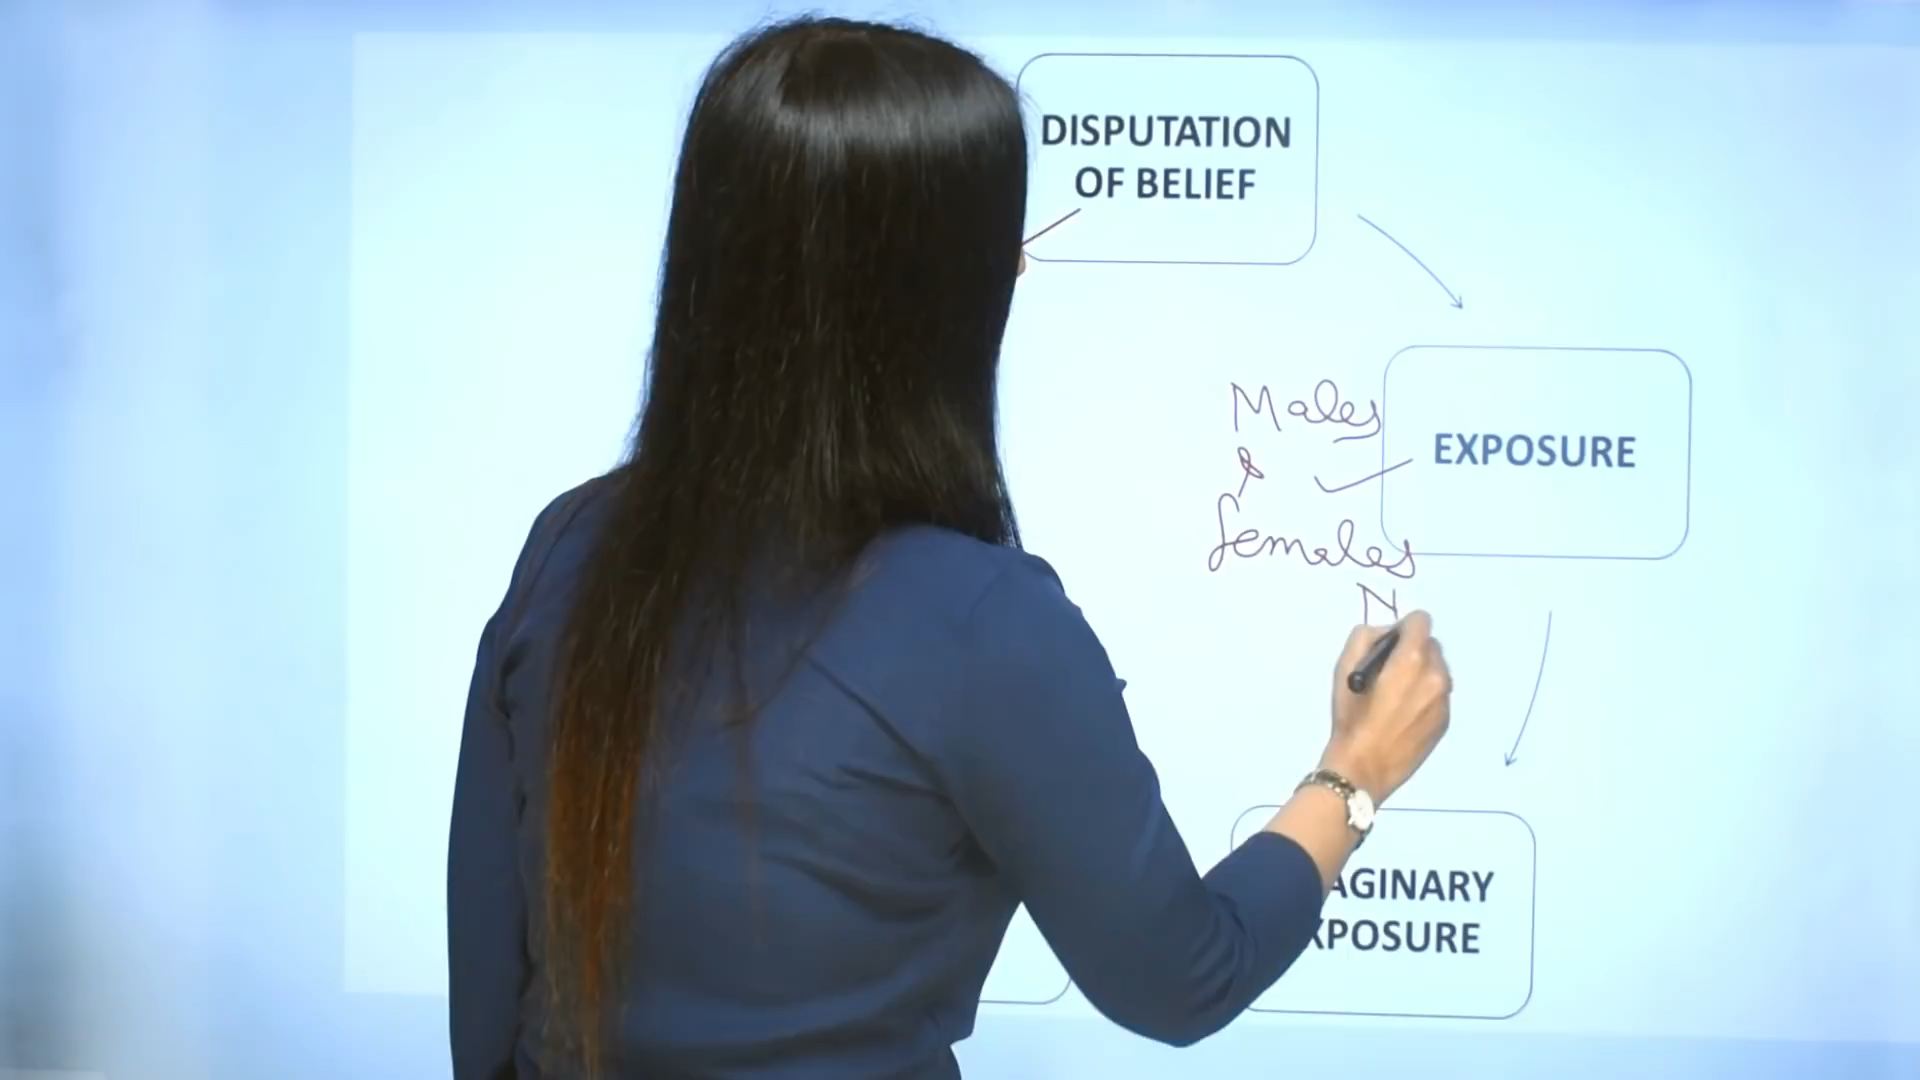 DISPUTATION
OF BELIEF
Males
&
females
N
EXPOSURE
AGINARY
XPOSURE